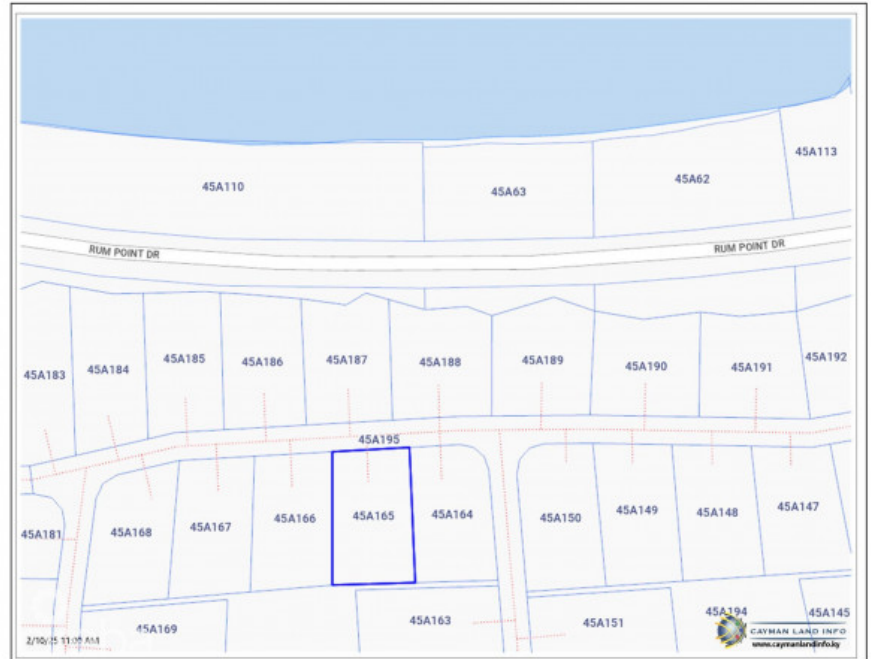 45A113
45A62
45A110
45A63
RUM POINT DR
RUM POINT DR
45A183
45A184
45A185
45A186
45A187
45A188
45A189
45A190
45A191
45A192
45A195
45A181
45A168
45A167
45A166
45A165
45A164
45A150
45A149
45A148
45A147
45A169
45A163
45A151
45A194
45A145
CAYMAN LAND INFO
www.caymanlandinfo.ky